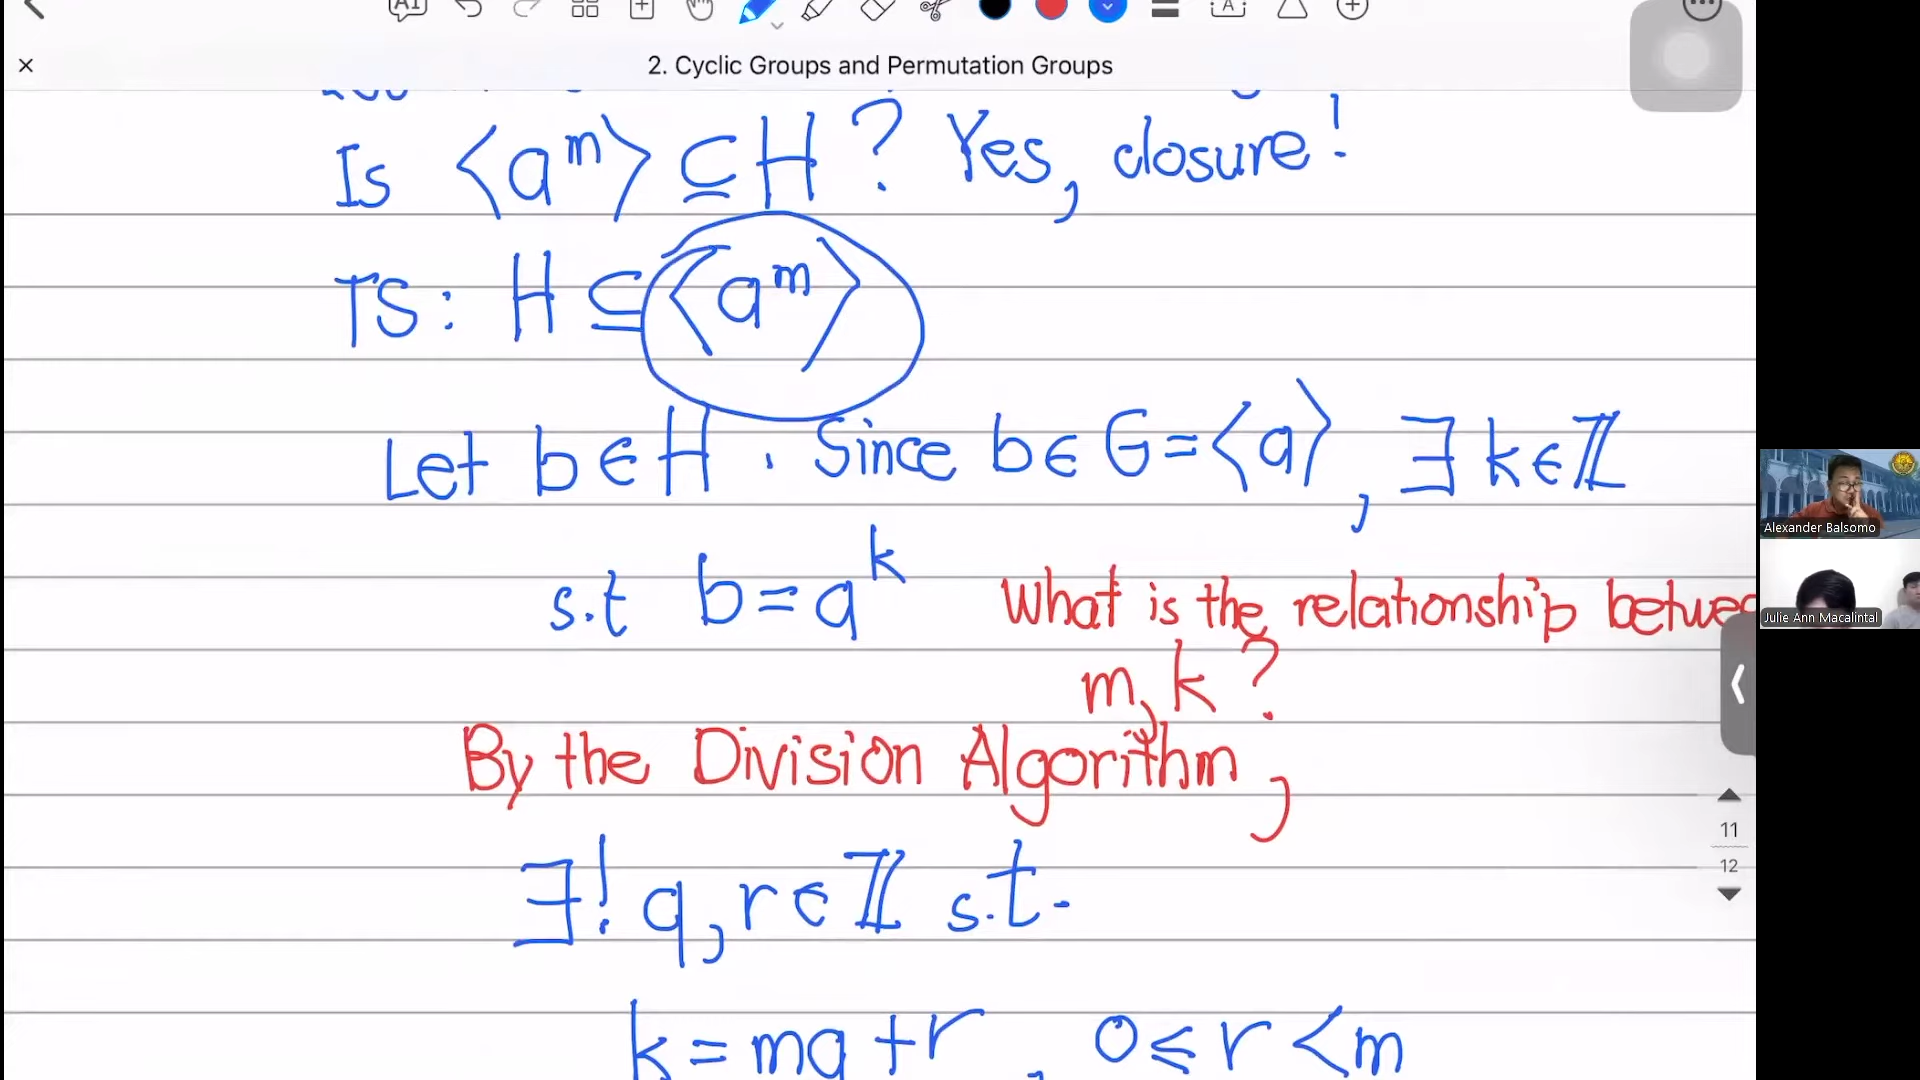 2. Cyclic Groups and Permutation Groups
Is ⟨a^m⟩ ⊆ H ? Yes, closure!
TS: H ⊆ ⟨a^m⟩
Let b ∈ H. Since b ∈ G = ⟨a⟩, ∃ k ∈ ℤ
s.t b = a^k
What is the relationship betwee
m, k ?
By the Division Algorithm,
∃! q, r ∈ ℤ s.t.
k = mq + r, 0 ≤ r < m
11
12
Alexander Balsomo
Julie Ann Macalintal